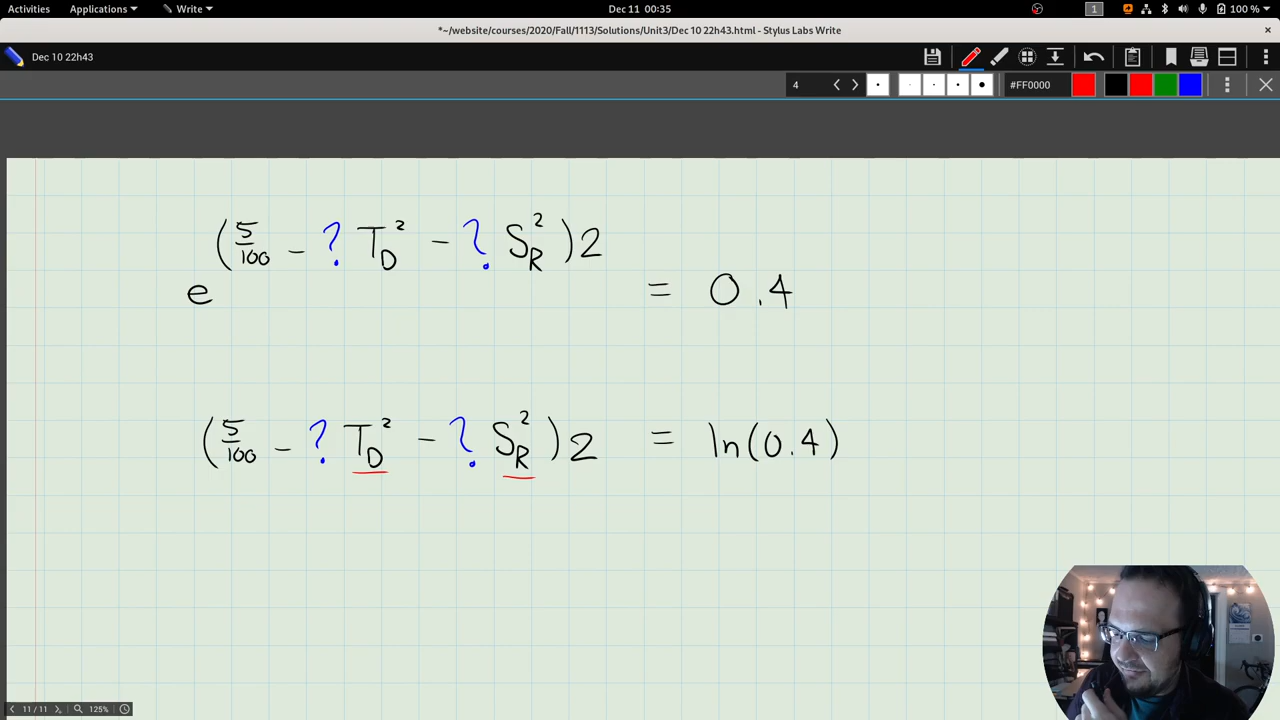 Activities Applications Write Dec 11 00:35 1 100 %
*~/website/courses/2020/Fall/1113/Solutions/Unit3/Dec 10 22h43.html - Stylus Labs Write ×
Dec 10 22h43
4 #FF0000
e^(5/100 - ? T_D^2 - ? S_R^2)2 = 0.4
(5/100 - ? T_D^2 - ? S_R^2)2 = ln(0.4)
11 / 11 125%